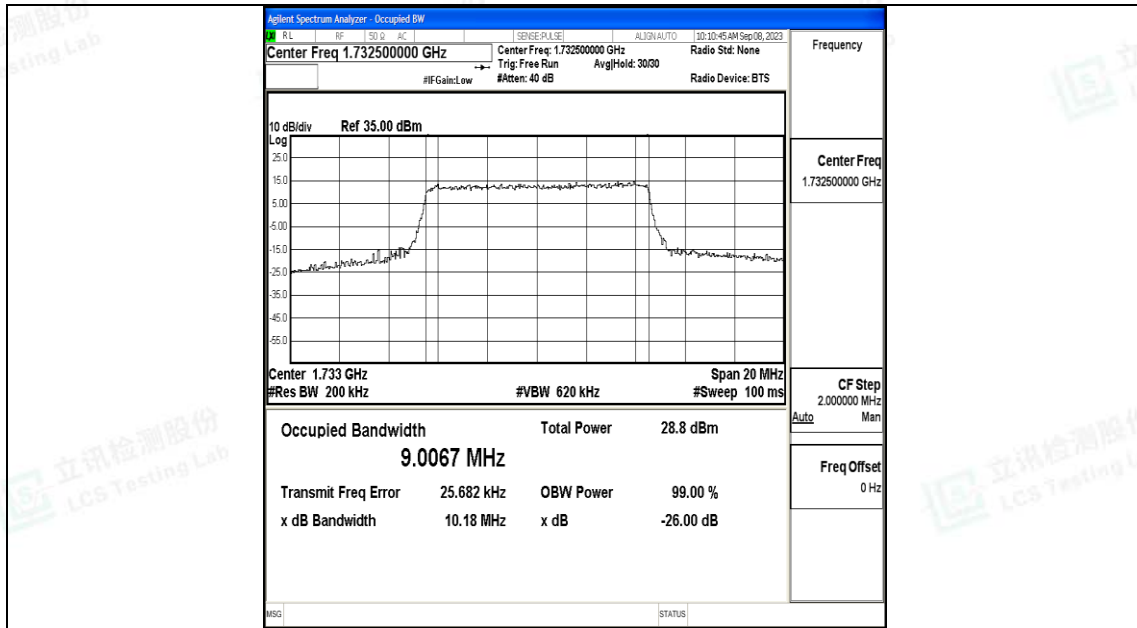 Agilent Spectrum Analyzer - Occupied BW
LXI RL RF 50 Ω AC SENSE:PULSE ALIGN AUTO 10:10:45 AM Sep 08, 2023
Center Freq 1.732500000 GHz
Center Freq: 1.732500000 GHz
Radio Std: None
Trig: Free Run Avg|Hold: 30/30
#IFGain:Low #Atten: 40 dB Radio Device: BTS
10 dB/div Ref 35.00 dBm
Log
25.0
15.0
5.00
-5.00
-15.0
-25.0
-35.0
-45.0
-55.0
Center 1.733 GHz Span 20 MHz
#Res BW 200 kHz #VBW 620 kHz #Sweep 100 ms
Occupied Bandwidth Total Power 28.8 dBm
9.0067 MHz
Transmit Freq Error 25.682 kHz OBW Power 99.00 %
x dB Bandwidth 10.18 MHz x dB -26.00 dB
MSG STATUS
Frequency
Center Freq
1.732500000 GHz
CF Step
2.000000 MHz
Auto Man
Freq Offset
0 Hz
立讯检测股份
LCS Testing Lab